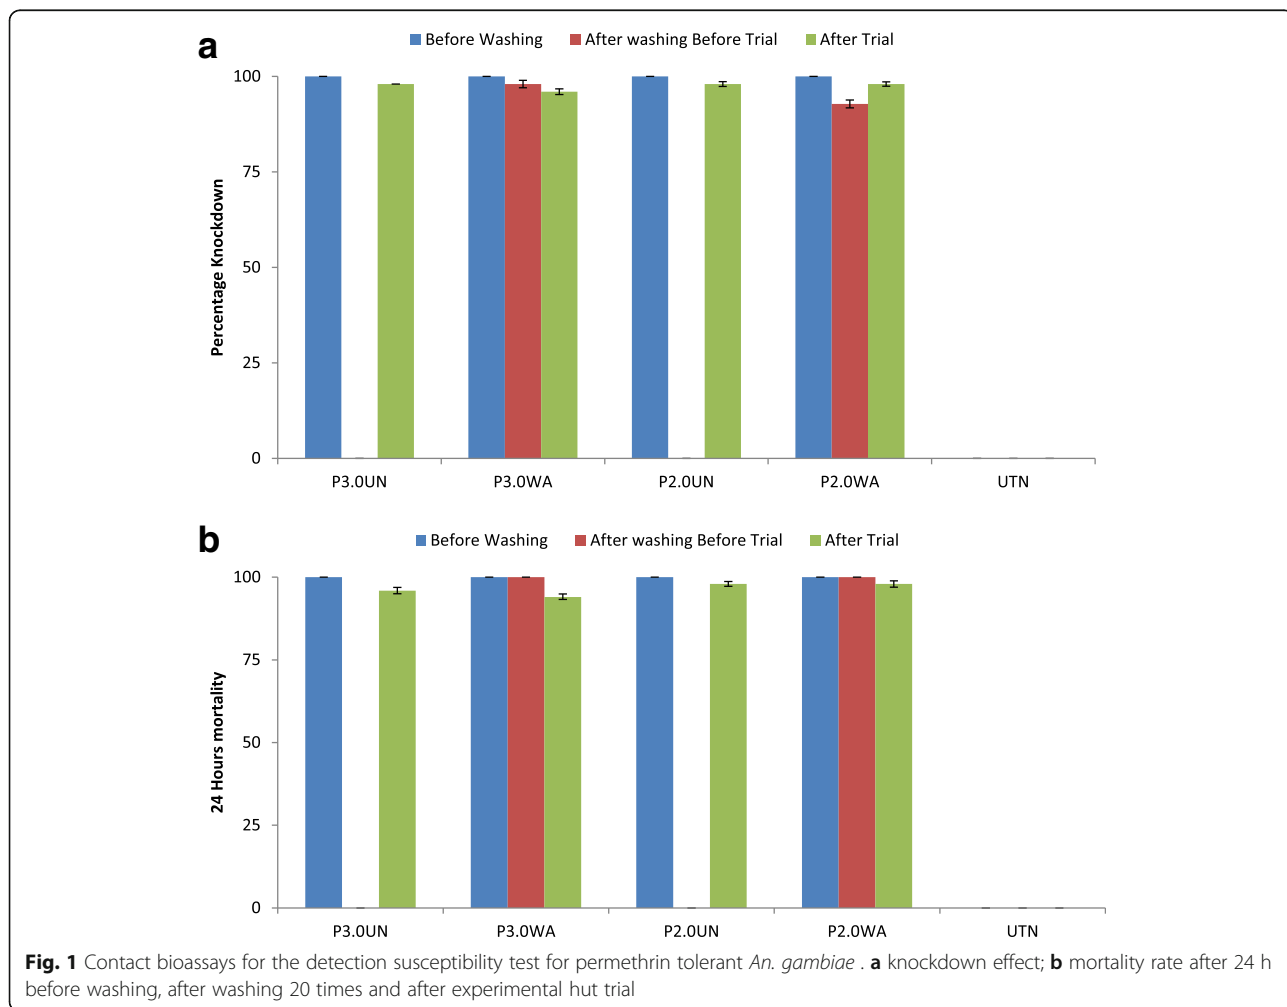 a
Before Washing After washing Before Trial After Trial
100
75
50
25
0
Percentage Knockdown
P3.0UN P3.0WA P2.0UN P2.0WA UTN
b
Before Washing After washing Before Trial After Trial
100
75
50
25
0
24 Hours mortality
P3.0UN P3.0WA P2.0UN P2.0WA UTN
Fig. 1 Contact bioassays for the detection susceptibility test for permethrin tolerant An. gambiae . a knockdown effect; b mortality rate after 24 h
before washing, after washing 20 times and after experimental hut trial